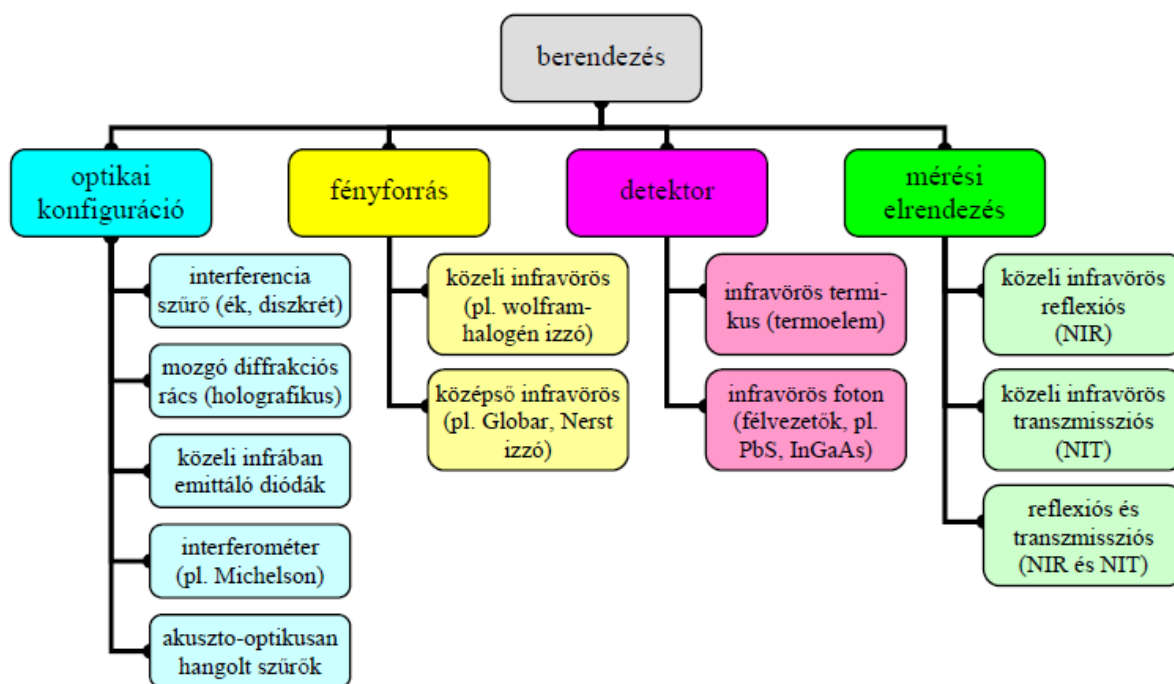 berendezés
optikai
konfiguráció
fényforrás
detektor
mérési
elrendezés
interferencia
szűrő (ék, diszkrét)
mozgó diffrakciós
rács (holografikus)
közeli infrában
emittáló diódák
interferométer
(pl. Michelson)
akuszto-optikusan
hangolt szűrők
közeli infravörös
(pl. wolfram-
halogén izzó)
középső infravörös
(pl. Globar, Nerst
izzó)
infravörös termi-
kus (termoelem)
infravörös foton
(félvezetők, pl.
PbS, InGaAs)
közeli infravörös
reflexiós
(NIR)
közeli infravörös
transzmissziós
(NIT)
reflexiós és
transzmissziós
(NIR és NIT)